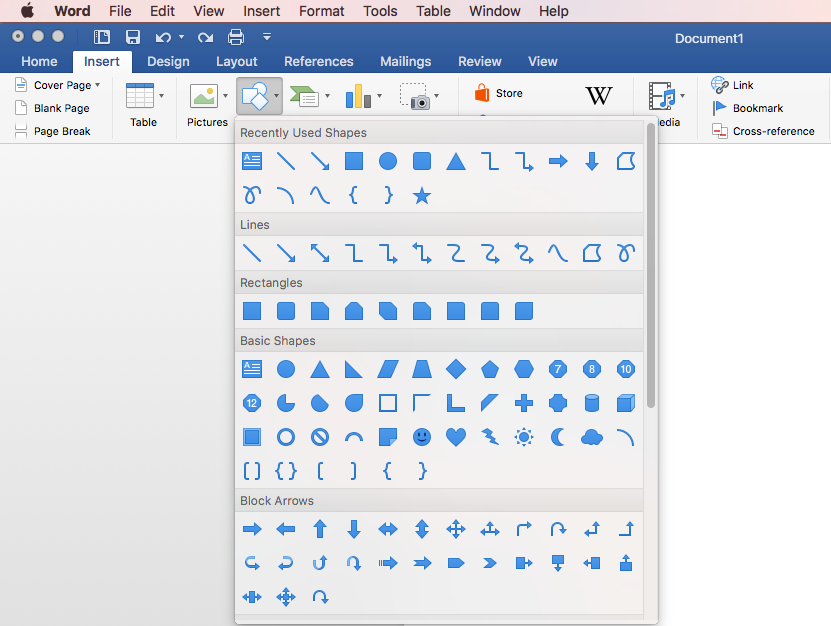 Word File Edit View Insert Format Tools Table Window Help
Document1
Home Insert Design Layout References Mailings Review View
Cover Page
Blank Page
Page Break
Table
Pictures
Store
W
edia
Link
Bookmark
Cross-reference
Recently Used Shapes
A
Lines
Rectangles
Basic Shapes
A 7 8 10
12
Block Arrows